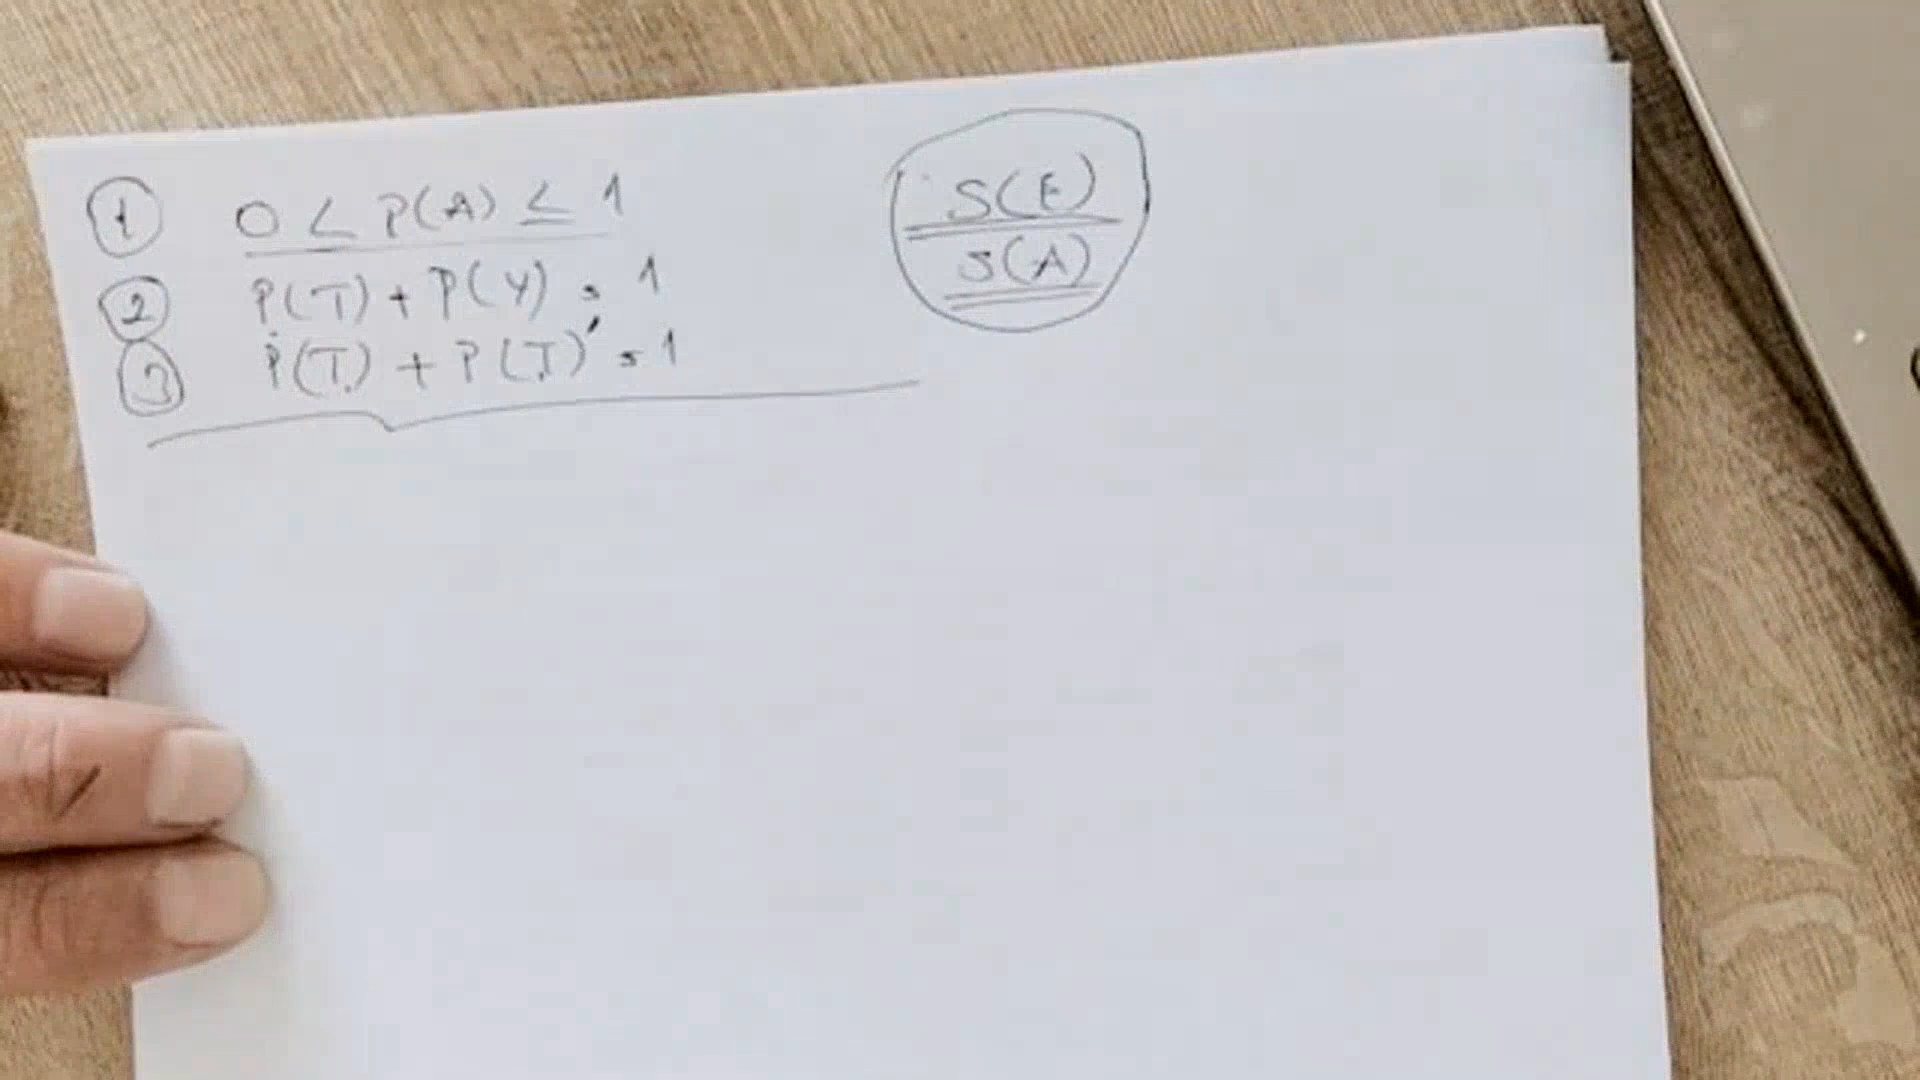 1 0 < P(A) ≤ 1
2 P(T) + P(Y) = 1
3 P(T) + P(T)' = 1
S(E)
S(A)